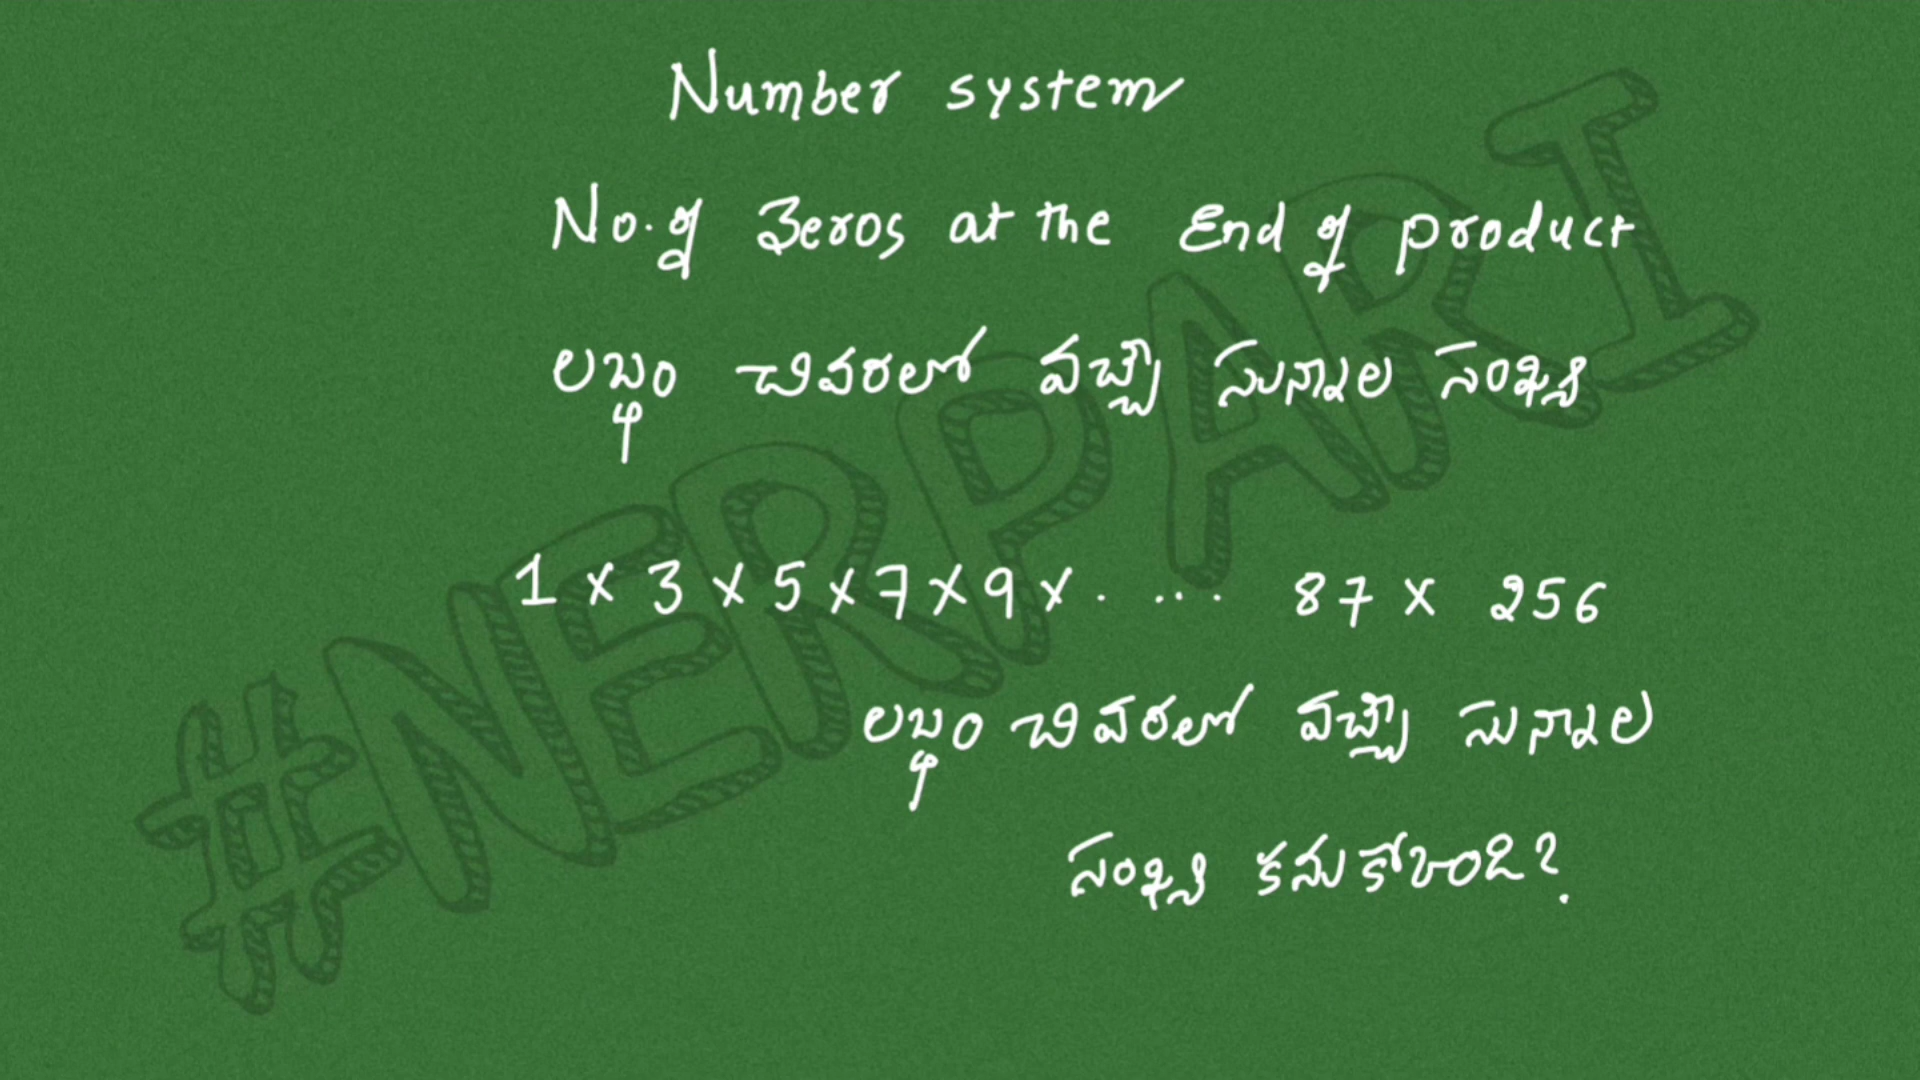 Number system
No. of Zeros at the End of product
లబ్ధం చివరలో వచ్చే సున్నాల సంఖ్య
1 x 3 x 5 x 7 x 9 x . ... 87 x 256
లబ్ధం చివరలో వచ్చే సున్నాల
సంఖ్య కనుకోండి?
#NERPARI